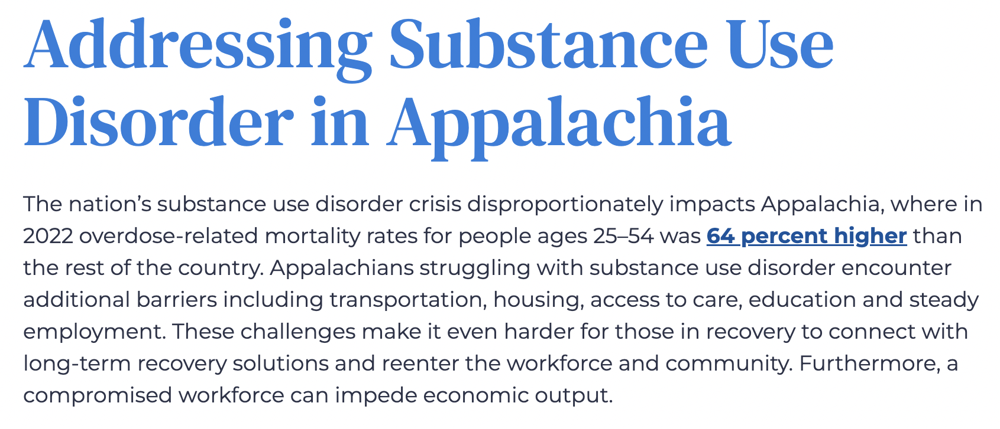 Addressing Substance Use
Disorder in Appalachia
The nation’s substance use disorder crisis disproportionately impacts Appalachia, where in
2022 overdose-related mortality rates for people ages 25–54 was 64 percent higher than
the rest of the country. Appalachians struggling with substance use disorder encounter
additional barriers including transportation, housing, access to care, education and steady
employment. These challenges make it even harder for those in recovery to connect with
long-term recovery solutions and reenter the workforce and community. Furthermore, a
compromised workforce can impede economic output.